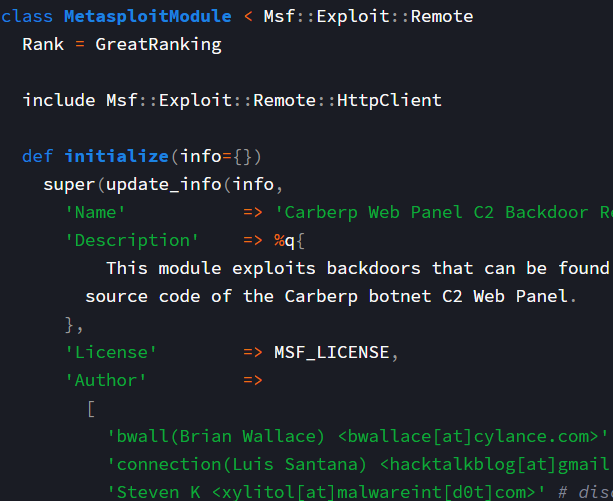 class MetasploitModule < Msf::Exploit::Remote
  Rank = GreatRanking

  include Msf::Exploit::Remote::HttpClient

  def initialize(info={})
    super(update_info(info,
      'Name'           => 'Carberp Web Panel C2 Backdoor
      'Description'    => %q{
          This module exploits backdoors that can be found
        source code of the Carberp botnet C2 Web Panel.
      },
      'License'        => MSF_LICENSE,
      'Author'         =>
        [
          'bwall(Brian Wallace) <bwallace[at]cylance.com>'
          'connection(Luis Santana) <hacktalkblog[at]gmail
          'Steven K <xylitol[at]malwareint[d0t]com>' #